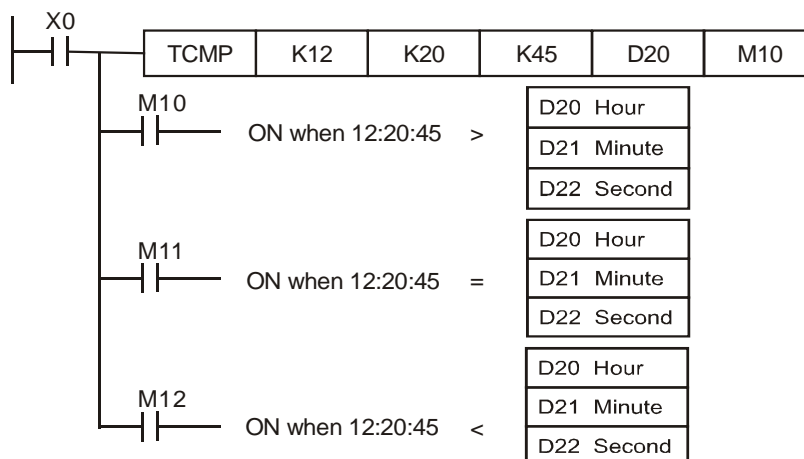 X0
TCMP K12 K20 K45 D20 M10
M10
ON when 12:20:45 >
D20 Hour
D21 Minute
D22 Second
M11
ON when 12:20:45 =
D20 Hour
D21 Minute
D22 Second
M12
ON when 12:20:45 <
D20 Hour
D21 Minute
D22 Second